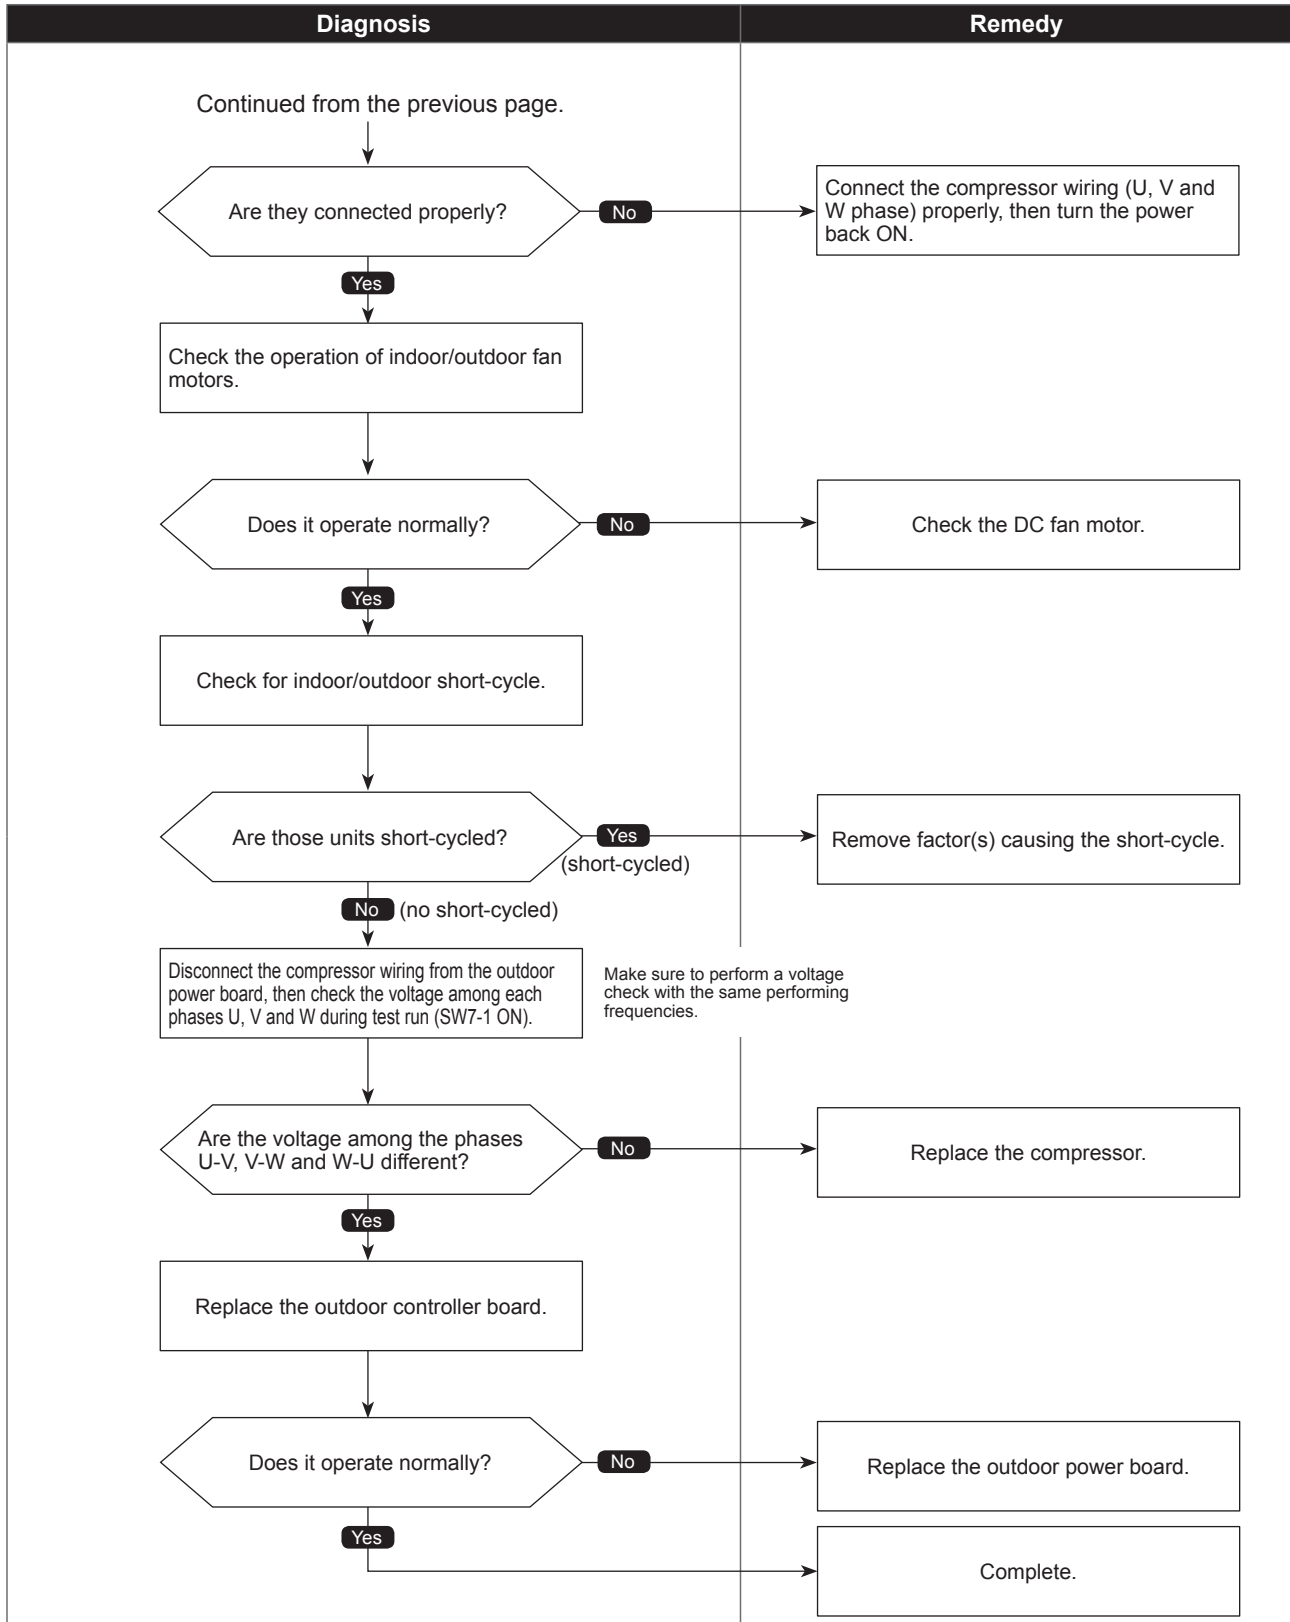 Diagnosis
Remedy
Continued from the previous page.
Are they connected properly?
No
Connect the compressor wiring (U, V and
W phase) properly, then turn the power
back ON.
Yes
Check the operation of indoor/outdoor fan
motors.
Does it operate normally?
No
Check the DC fan motor.
Yes
Check for indoor/outdoor short-cycle.
Are those units short-cycled?
Yes
(short-cycled)
Remove factor(s) causing the short-cycle.
No (no short-cycled)
Disconnect the compressor wiring from the outdoor
power board, then check the voltage among each
phases U, V and W during test run (SW7-1 ON).
Make sure to perform a voltage
check with the same performing
frequencies.
Are the voltage among the phases
U-V, V-W and W-U different?
No
Replace the compressor.
Yes
Replace the outdoor controller board.
Does it operate normally?
No
Replace the outdoor power board.
Yes
Complete.